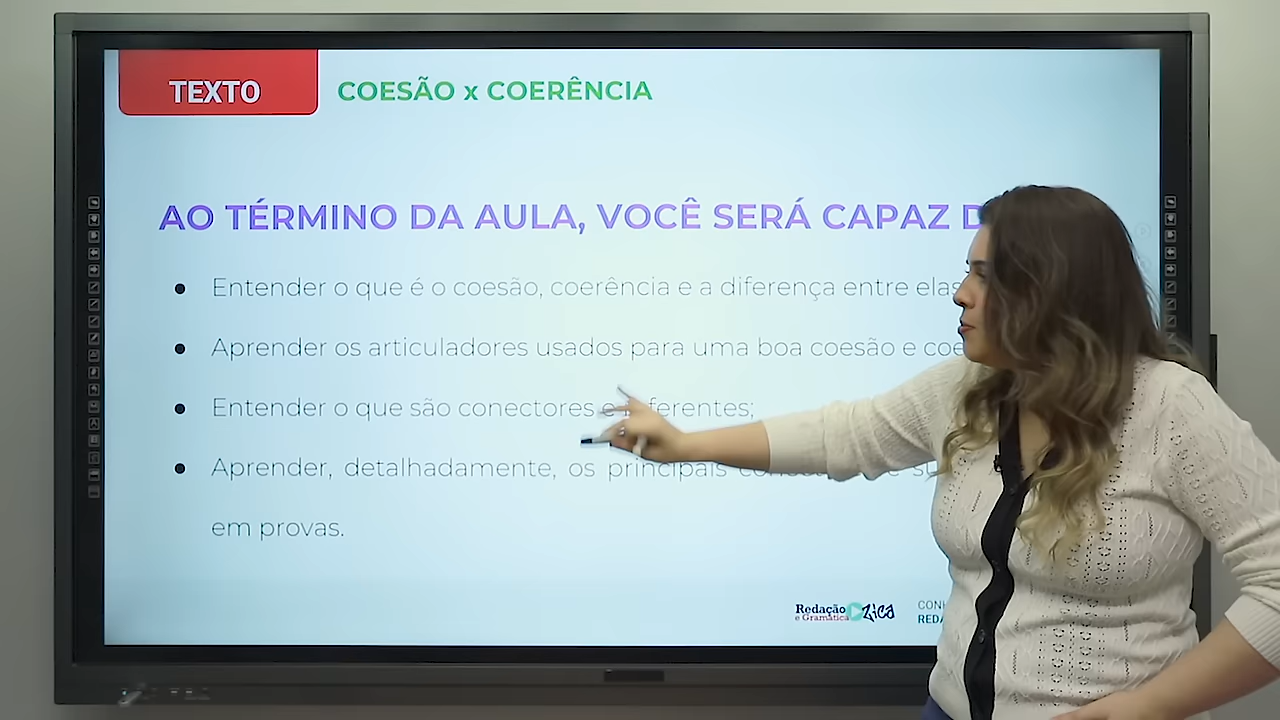 TEXTO
COESÃO x COERÊNCIA
AO TÉRMINO DA AULA, VOCÊ SERÁ CAPAZ
• Entender o que é o coesão, coerência e a diferença entre elas
• Aprender os articuladores usados para uma boa coesão e
• Entender o que são conectores
• Aprender, detalhadamente, os principais
em provas.
Redação Zica
e Gramática